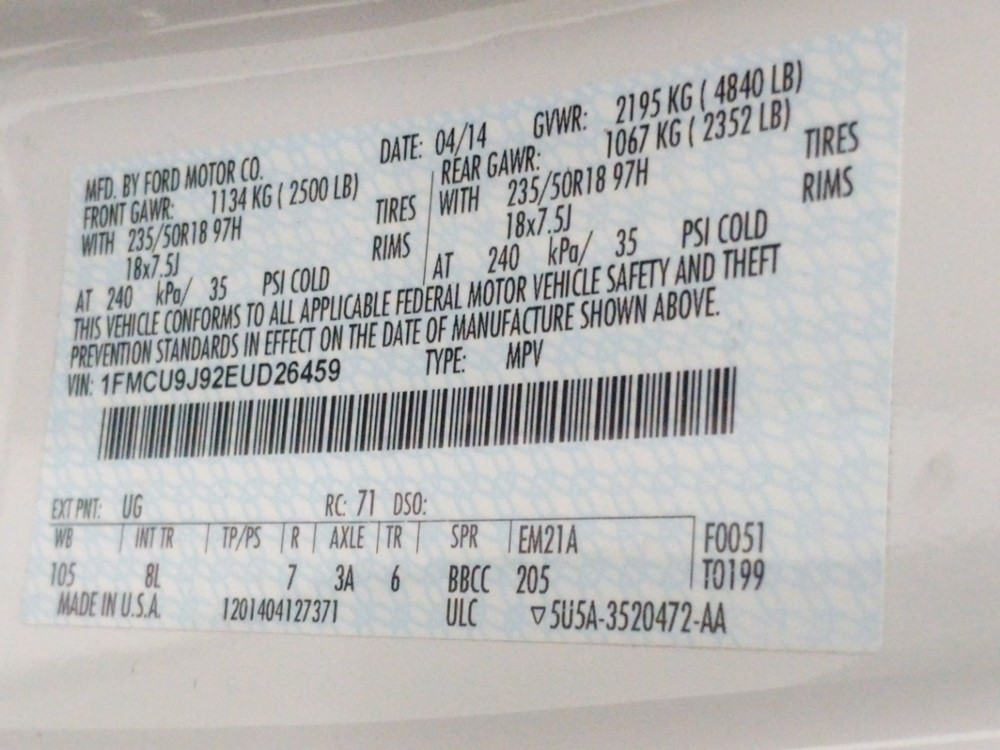 MFD. BY FORD MOTOR CO. DATE: 04/14 GVWR: 2195 KG ( 4840 LB)
FRONT GAWR: 1134 KG ( 2500 LB) REAR GAWR: 1067 KG ( 2352 LB)
WITH 235/50R18 97H TIRES WITH 235/50R18 97H TIRES
18x7.5J RIMS 18x7.5J RIMS
AT 240 kPa/ 35 PSI COLD AT 240 kPa/ 35 PSI COLD
THIS VEHICLE CONFORMS TO ALL APPLICABLE FEDERAL MOTOR VEHICLE SAFETY AND THEFT
PREVENTION STANDARDS IN EFFECT ON THE DATE OF MANUFACTURE SHOWN ABOVE.
VIN: 1FMCU9J92EUD26459 TYPE: MPV
EXT PNT: UG RC: 71 DSO:
WB INT TR TP/PS R AXLE TR SPR EM21A F0051
105 8L 7 3A 6 BBCC 205 T0199
MADE IN U.S.A. 1201404127371 ULC ▽5U5A-3520472-AA